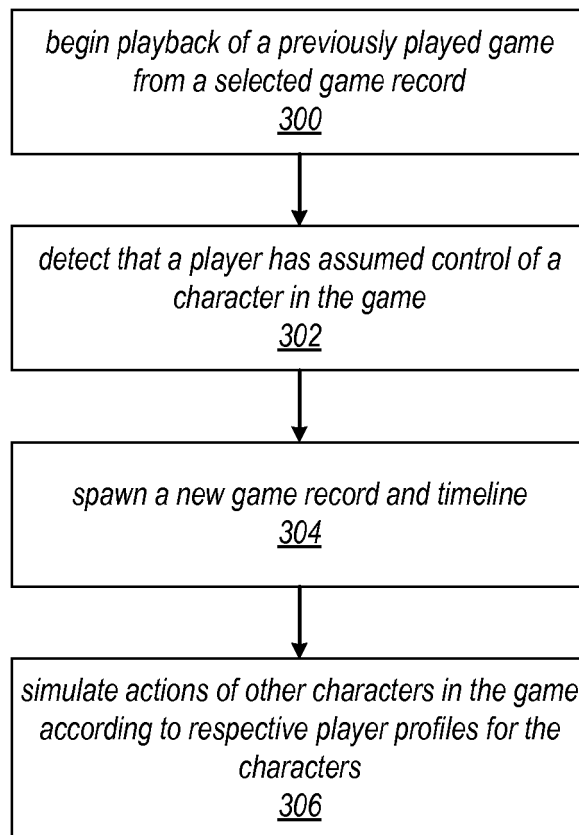 begin playback of a previously played game
from a selected game record
300
detect that a player has assumed control of a
character in the game
302
spawn a new game record and timeline
304
simulate actions of other characters in the game
according to respective player profiles for the
characters
306